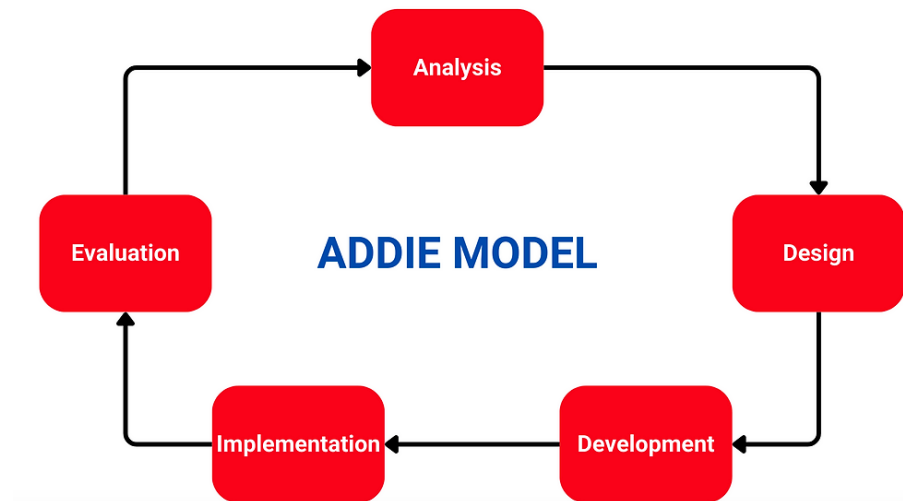 Analysis
Evaluation
ADDIE MODEL
Design
Implementation
Development